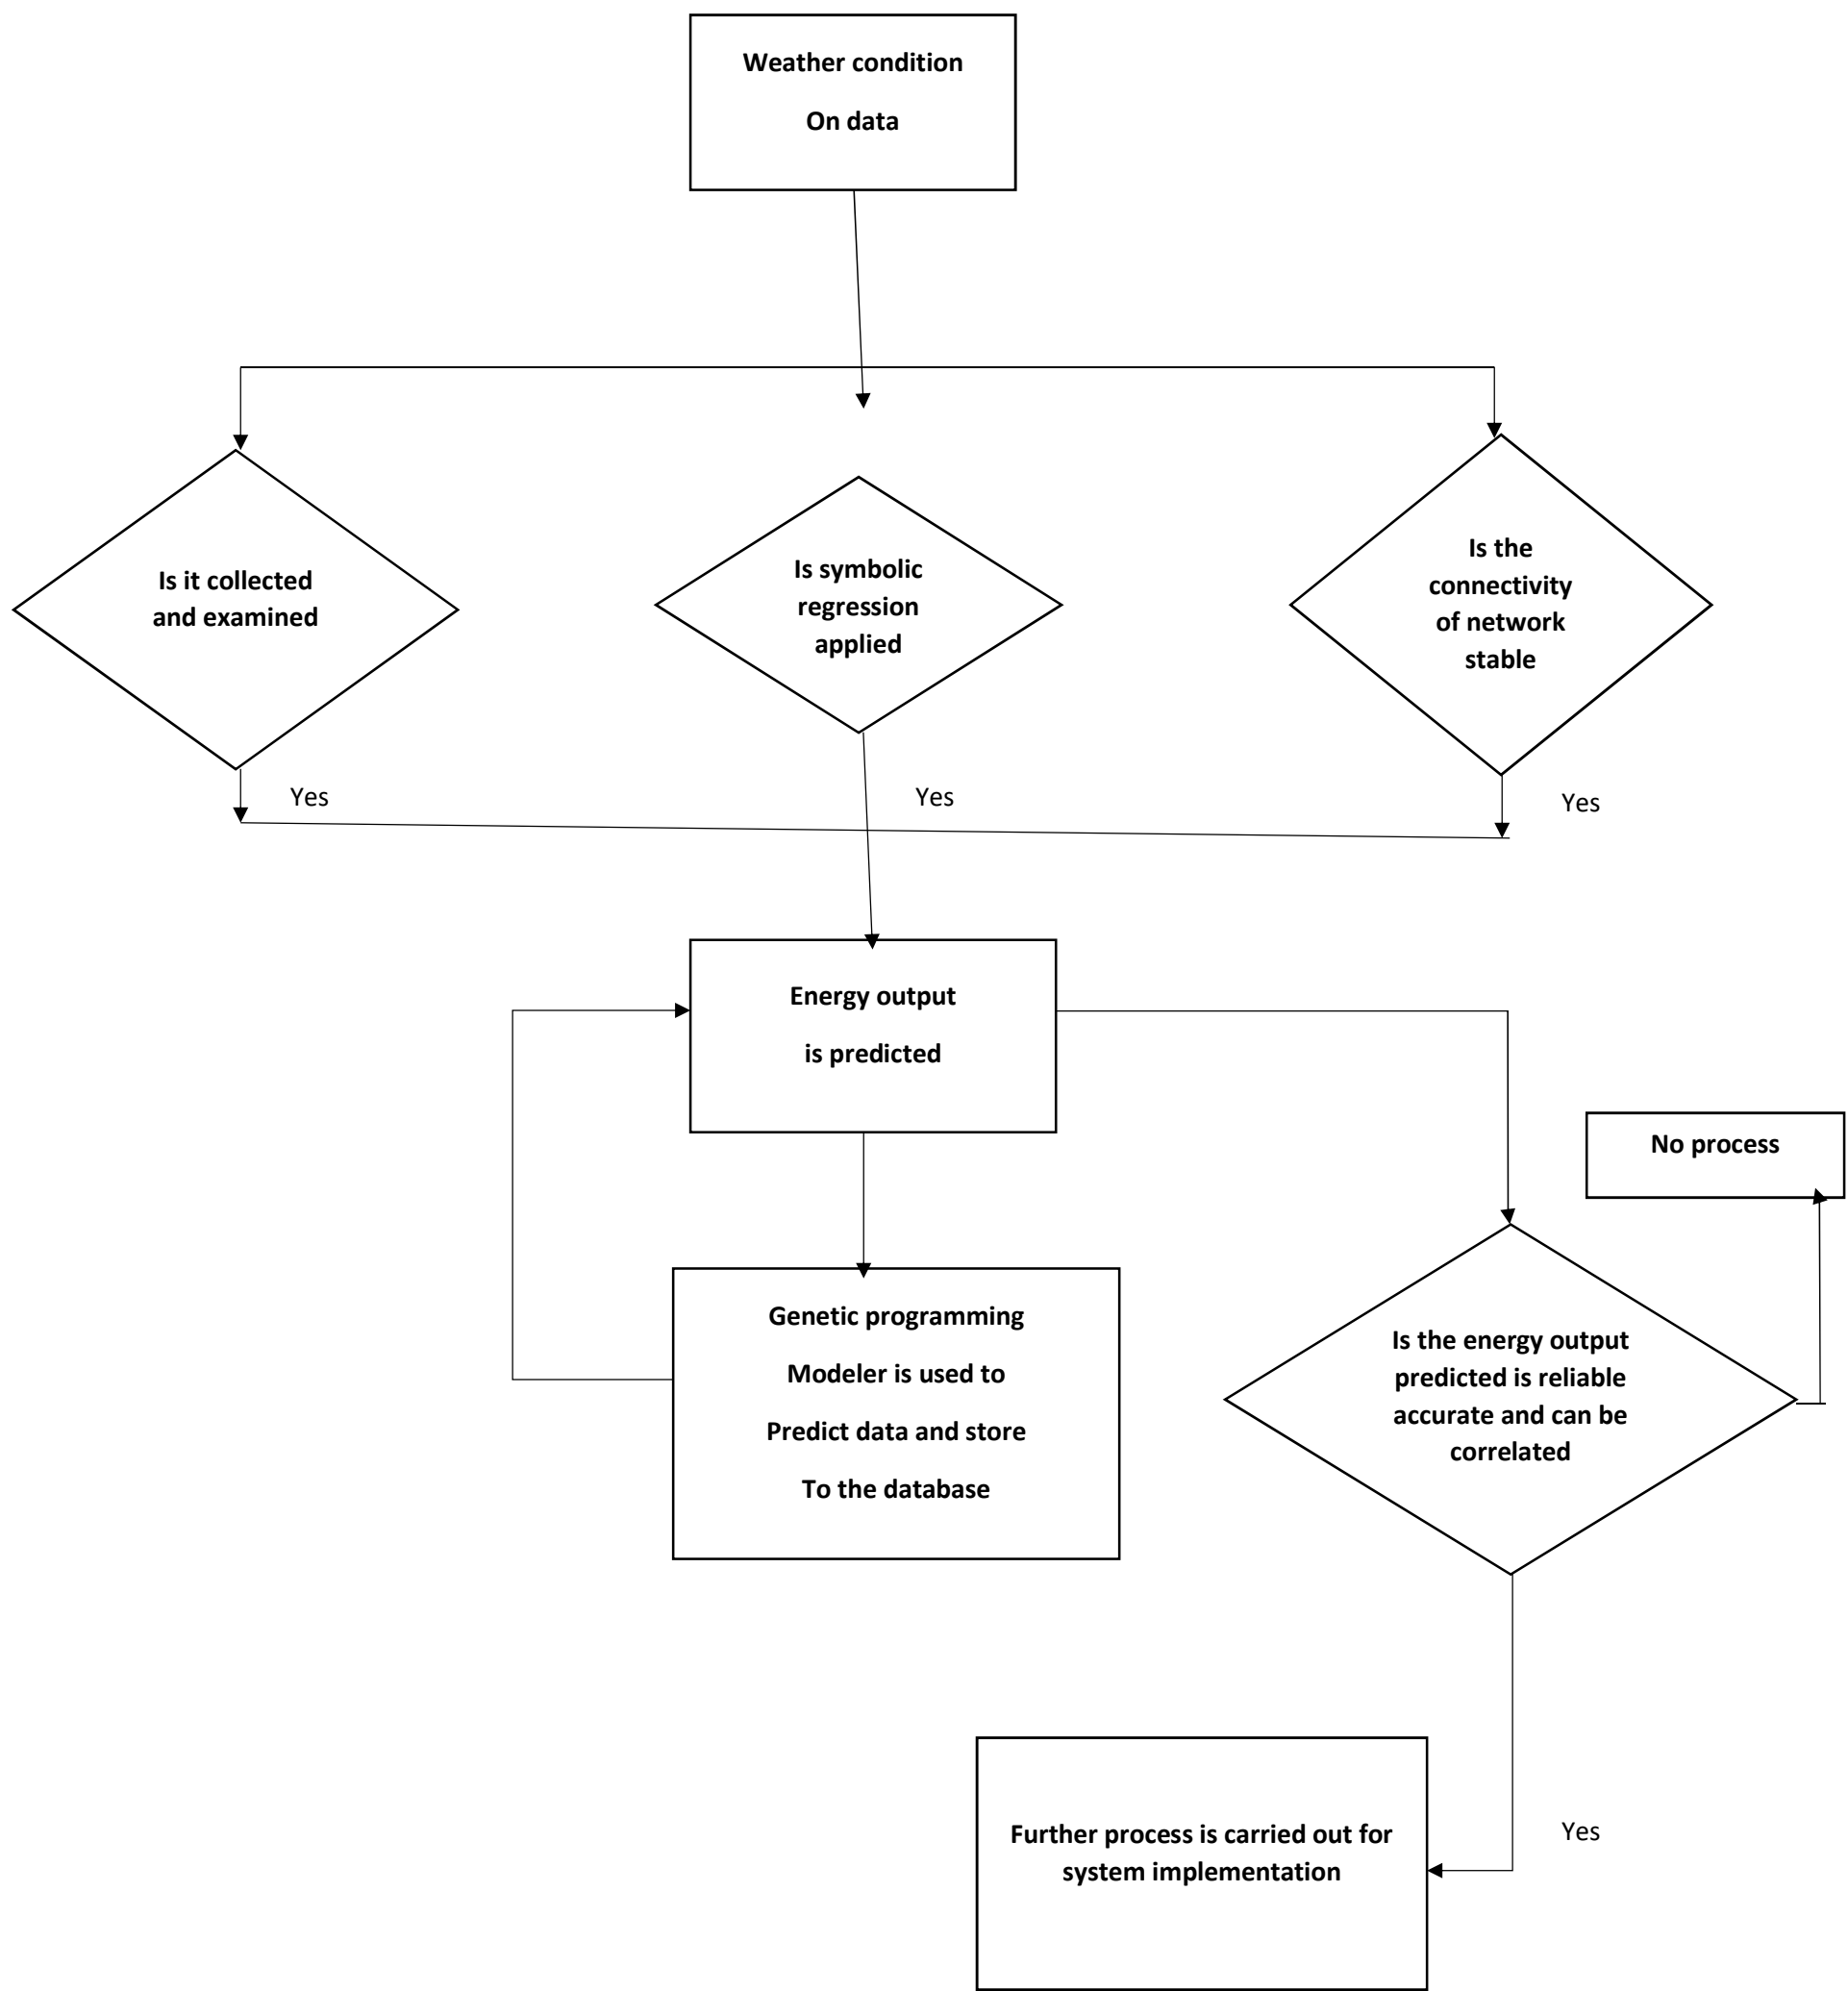 Weather condition
On data
Is it collected
and examined
Is symbolic
regression
applied
Is the
connectivity
of network
stable
Yes
Yes
Yes
Energy output
is predicted
No process
Genetic programming
Modeler is used to
Predict data and store
To the database
Is the energy output
predicted is reliable
accurate and can be
correlated
Further process is carried out for
system implementation
Yes